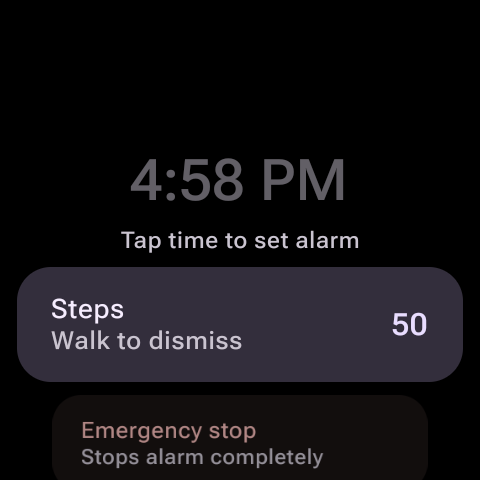 4:58 PM
Tap time to set alarm
Steps
Walk to dismiss
50
Emergency stop
Stops alarm completely